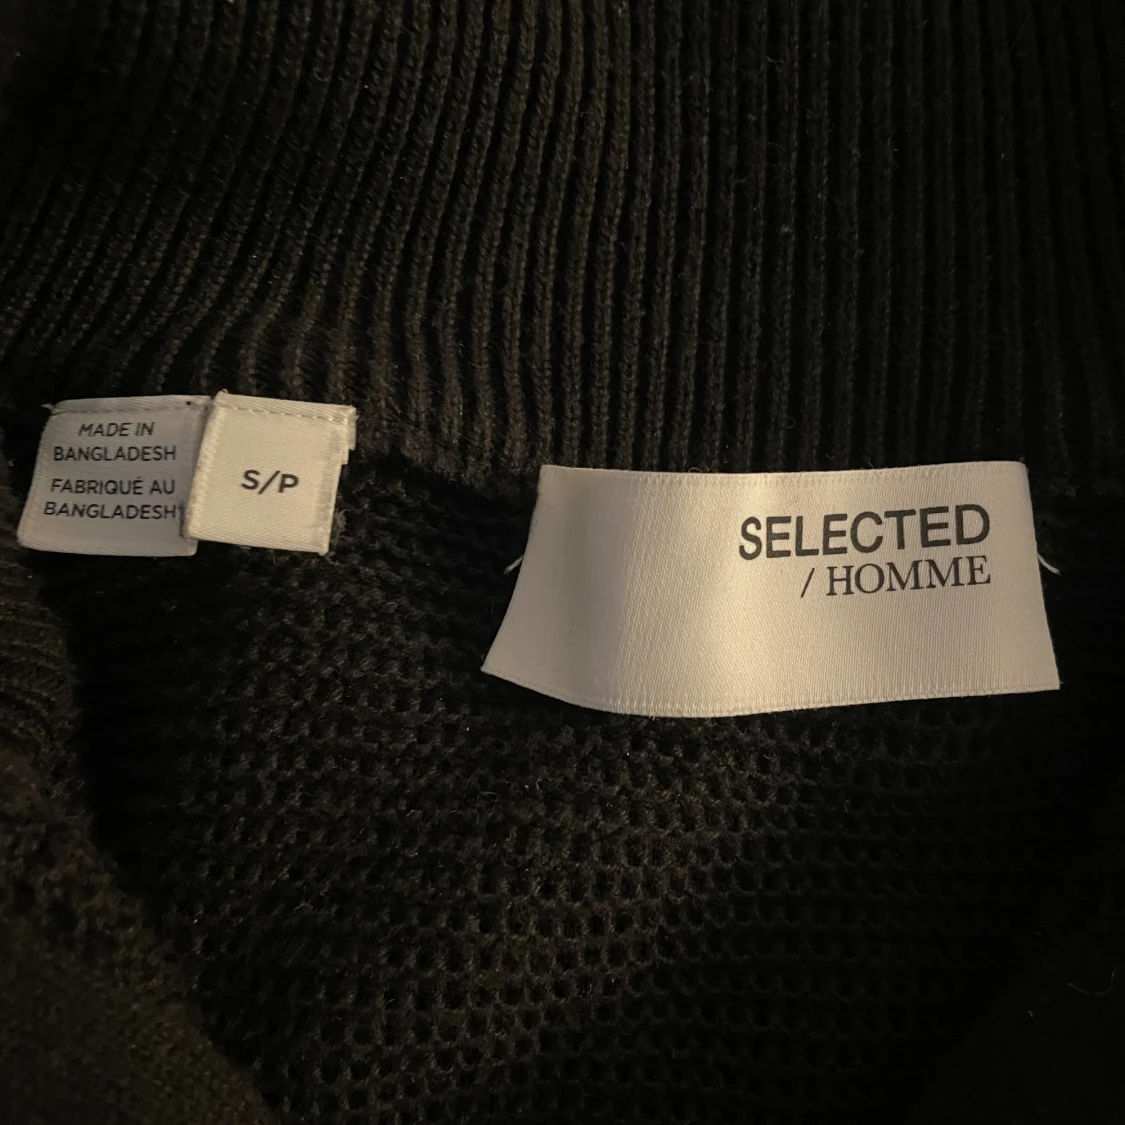 MADE IN
BANGLADESH
FABRIQUÉ AU
BANGLADESH
S/P
SELECTED
/ HOMME